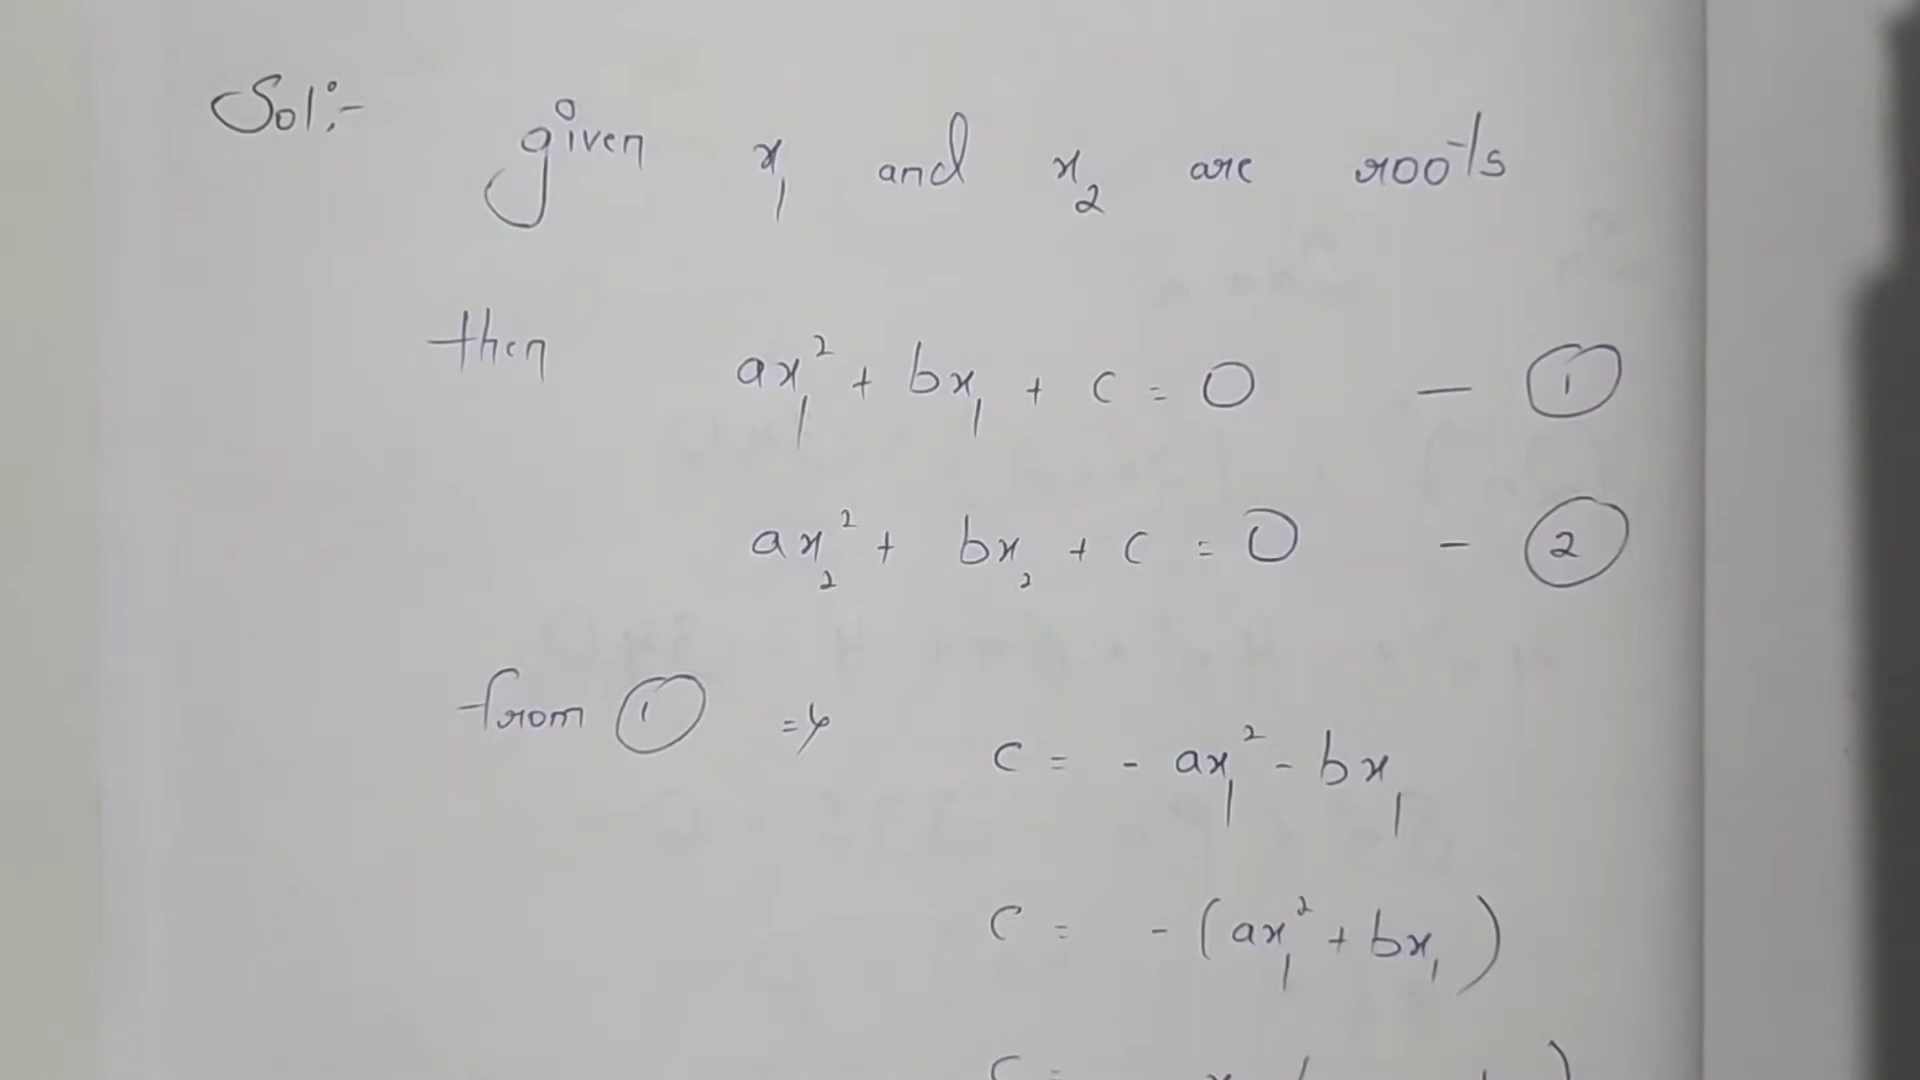 Sol:-
given x₁ and x₂ are roots
then ax₁² + bx₁ + c = 0 — ①
ax₂² + bx₂ + c = 0 - ②
from ① => c = - ax₁² - bx₁
c = - (ax₁² + bx₁)